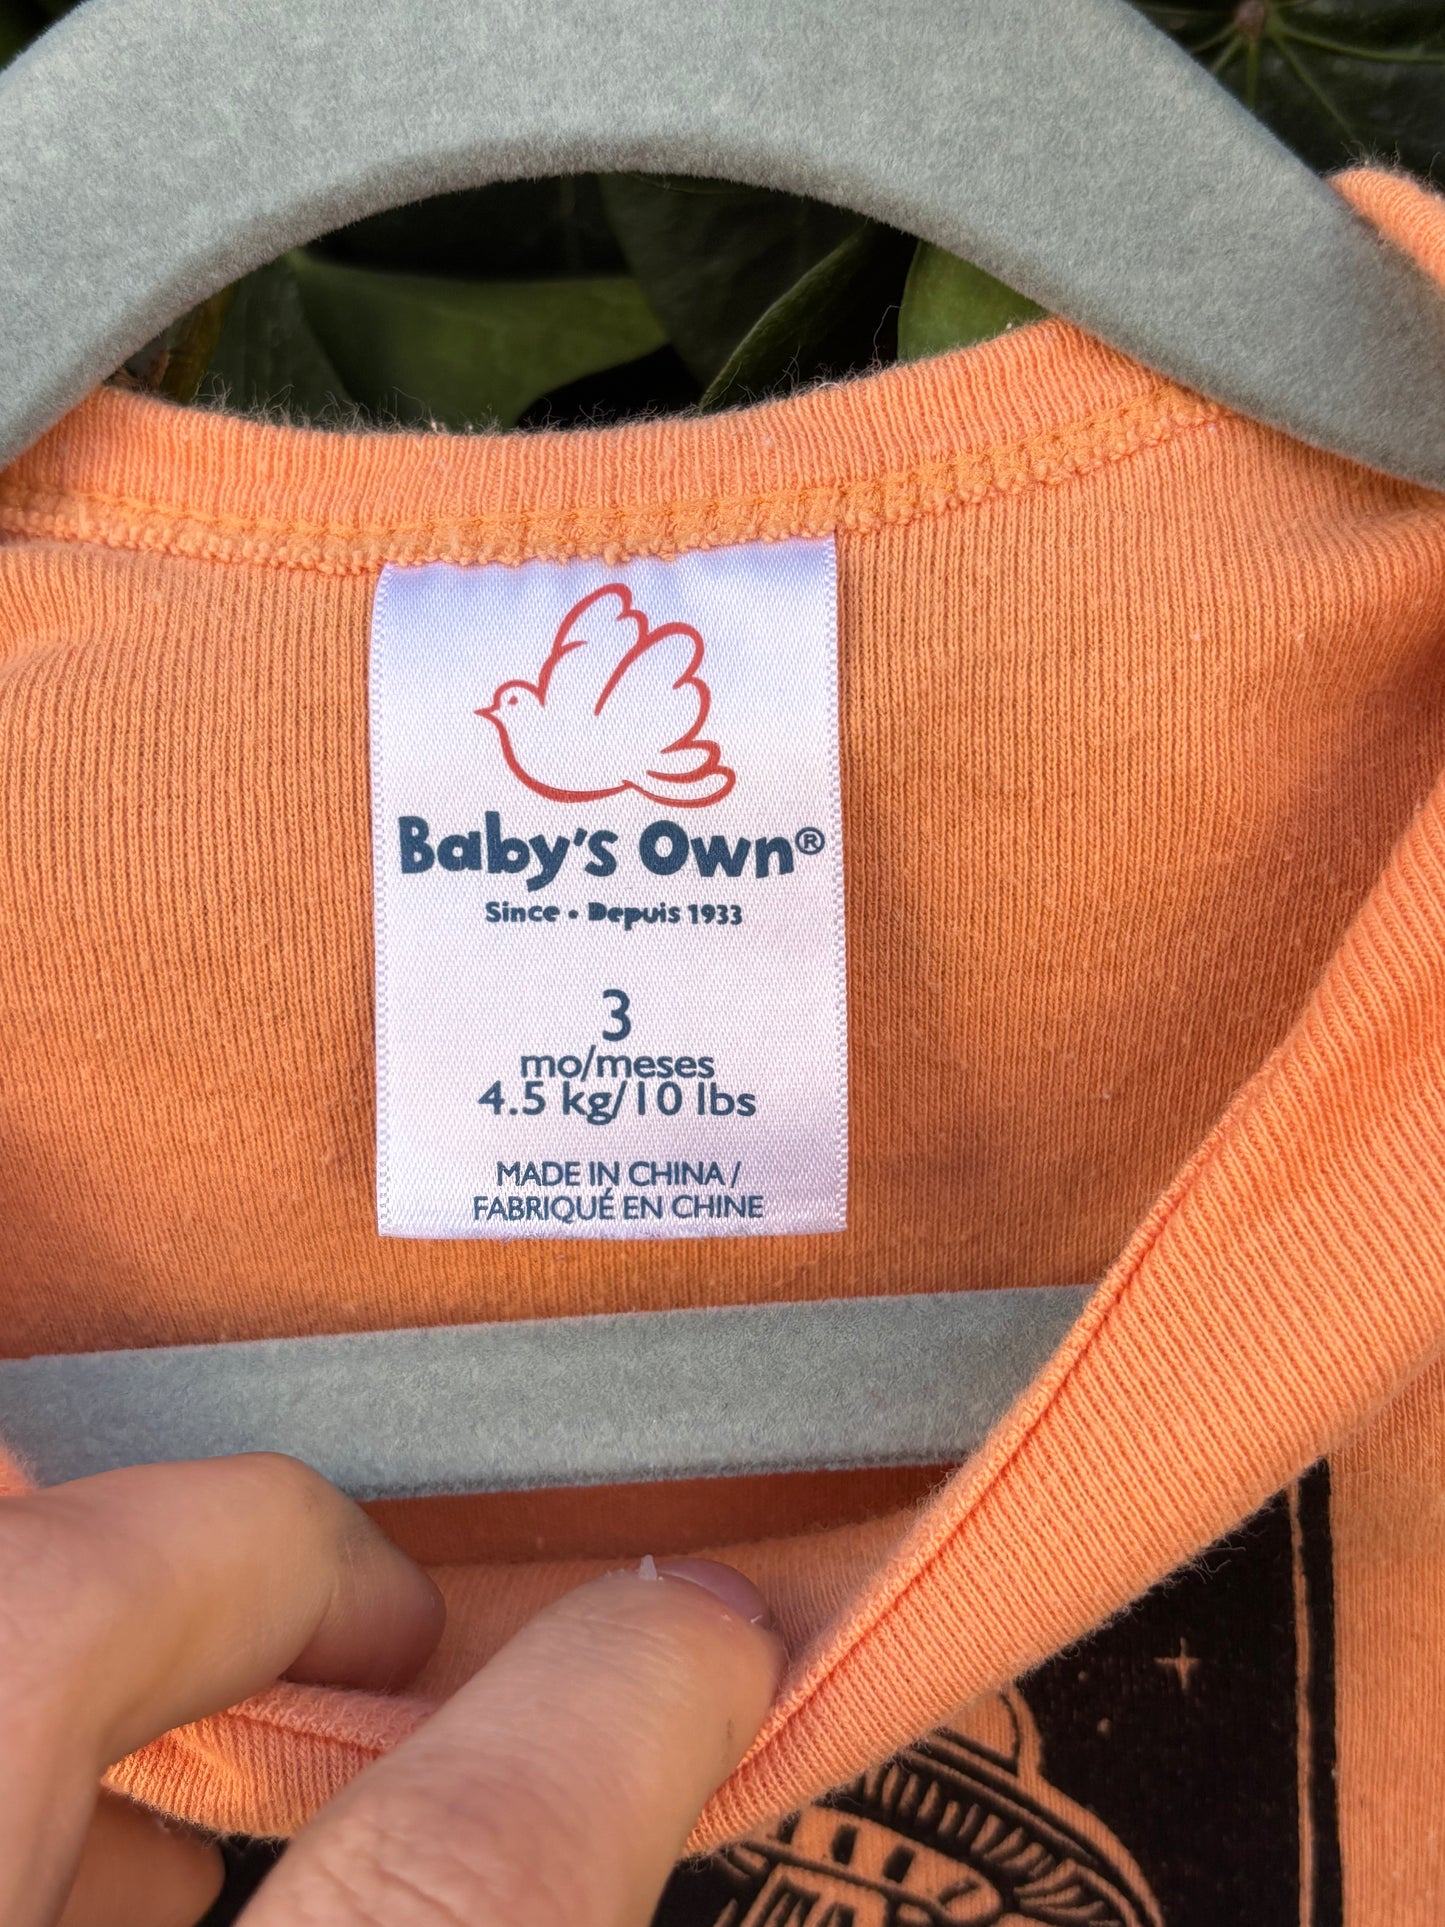 Baby's Own®
Since • Depuis 1933
3
mo/meses
4.5 kg/10 lbs
MADE IN CHINA /
FABRIQUÉ EN CHINE